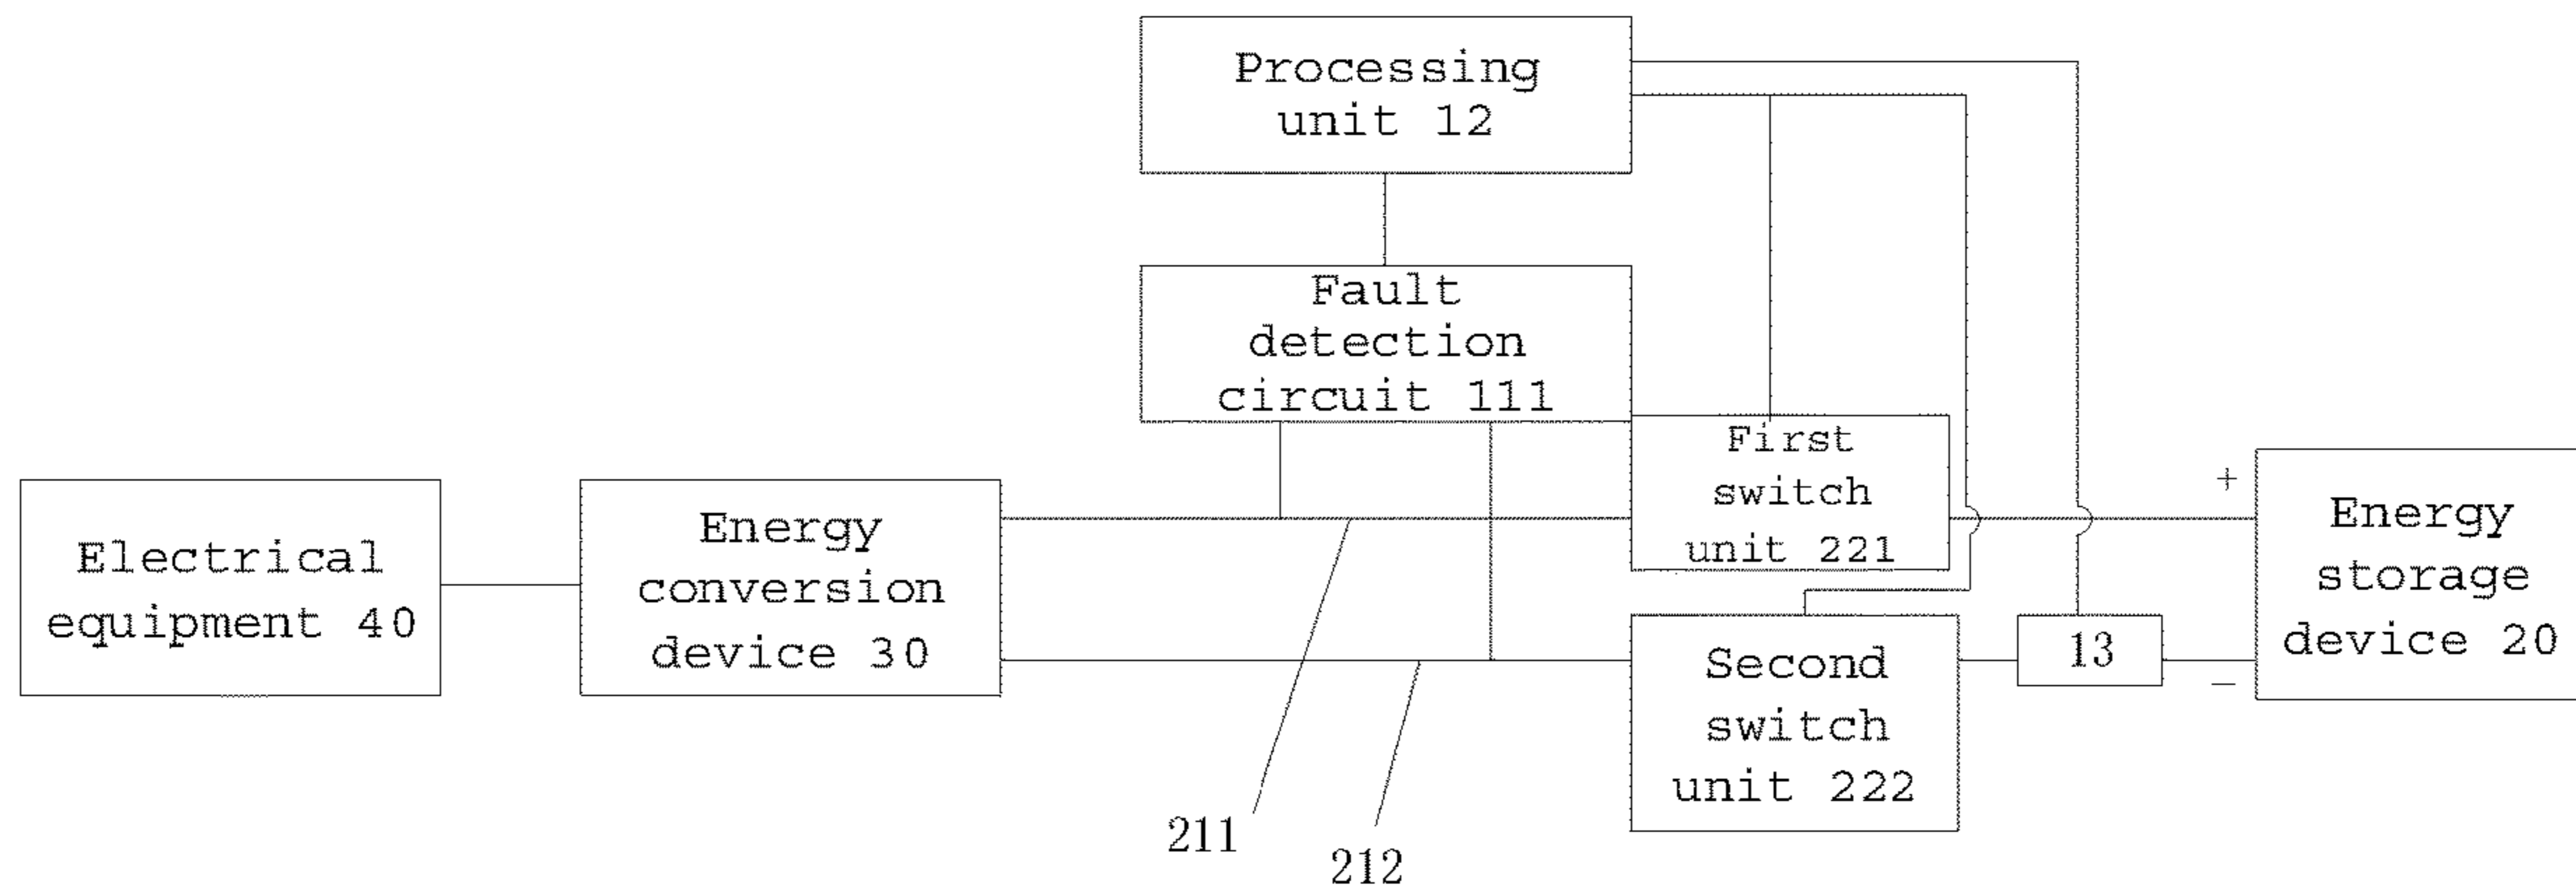 Processing
unit 12
Fault
detection
circuit 111
First
switch
unit 221
Electrical
equipment 40
Energy
conversion
device 30
+
Energy
storage
device 20
13
−
Second
switch
unit 222
211
212